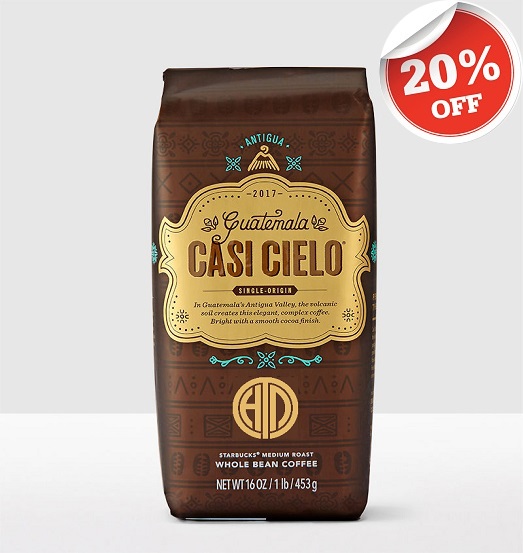 20%
OFF
ANTIGUA
2017
Guatemala
CASI CIELO®
SINGLE-ORIGIN
In Guatemala's Antigua Valley, the volcanic
soil creates this elegant, complex coffee.
Bright with a smooth cocoa finish.
STARBUCKS® MEDIUM ROAST
WHOLE BEAN COFFEE
NET WT 16 OZ / 1 lb / 453 g